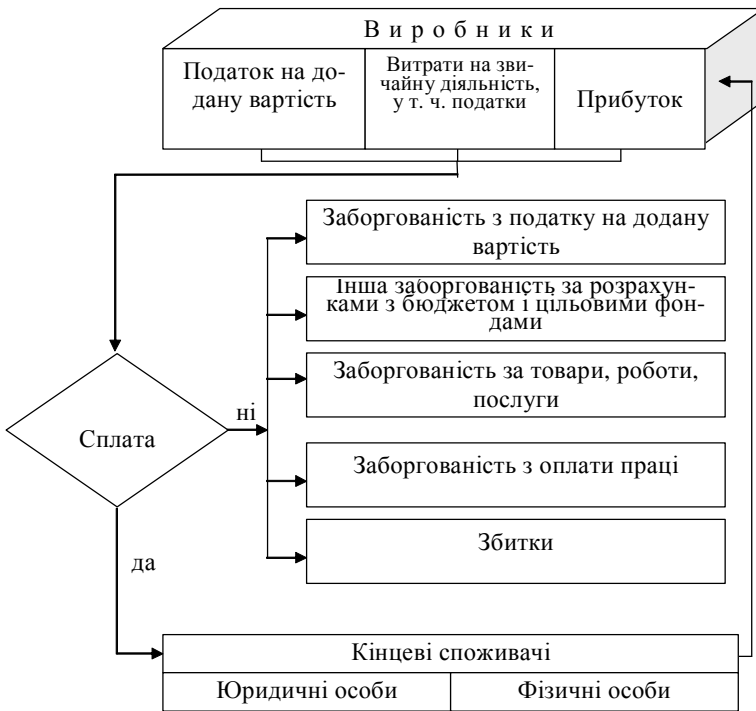 Виробники
Податок на до-
дану вартість
Витрати на зви-
чайну діяльність,
у т. ч. податки
Прибуток
Заборгованість з податку на додану
вартість
Інша заборгованість за розрахун-
ками з бюджетом і цільовими фон-
дами
Заборгованість за товари, роботи,
послуги
ні
Сплата
Заборгованість з оплати праці
Збитки
да
Кінцеві споживачі
Юридичні особи
Фізичні особи